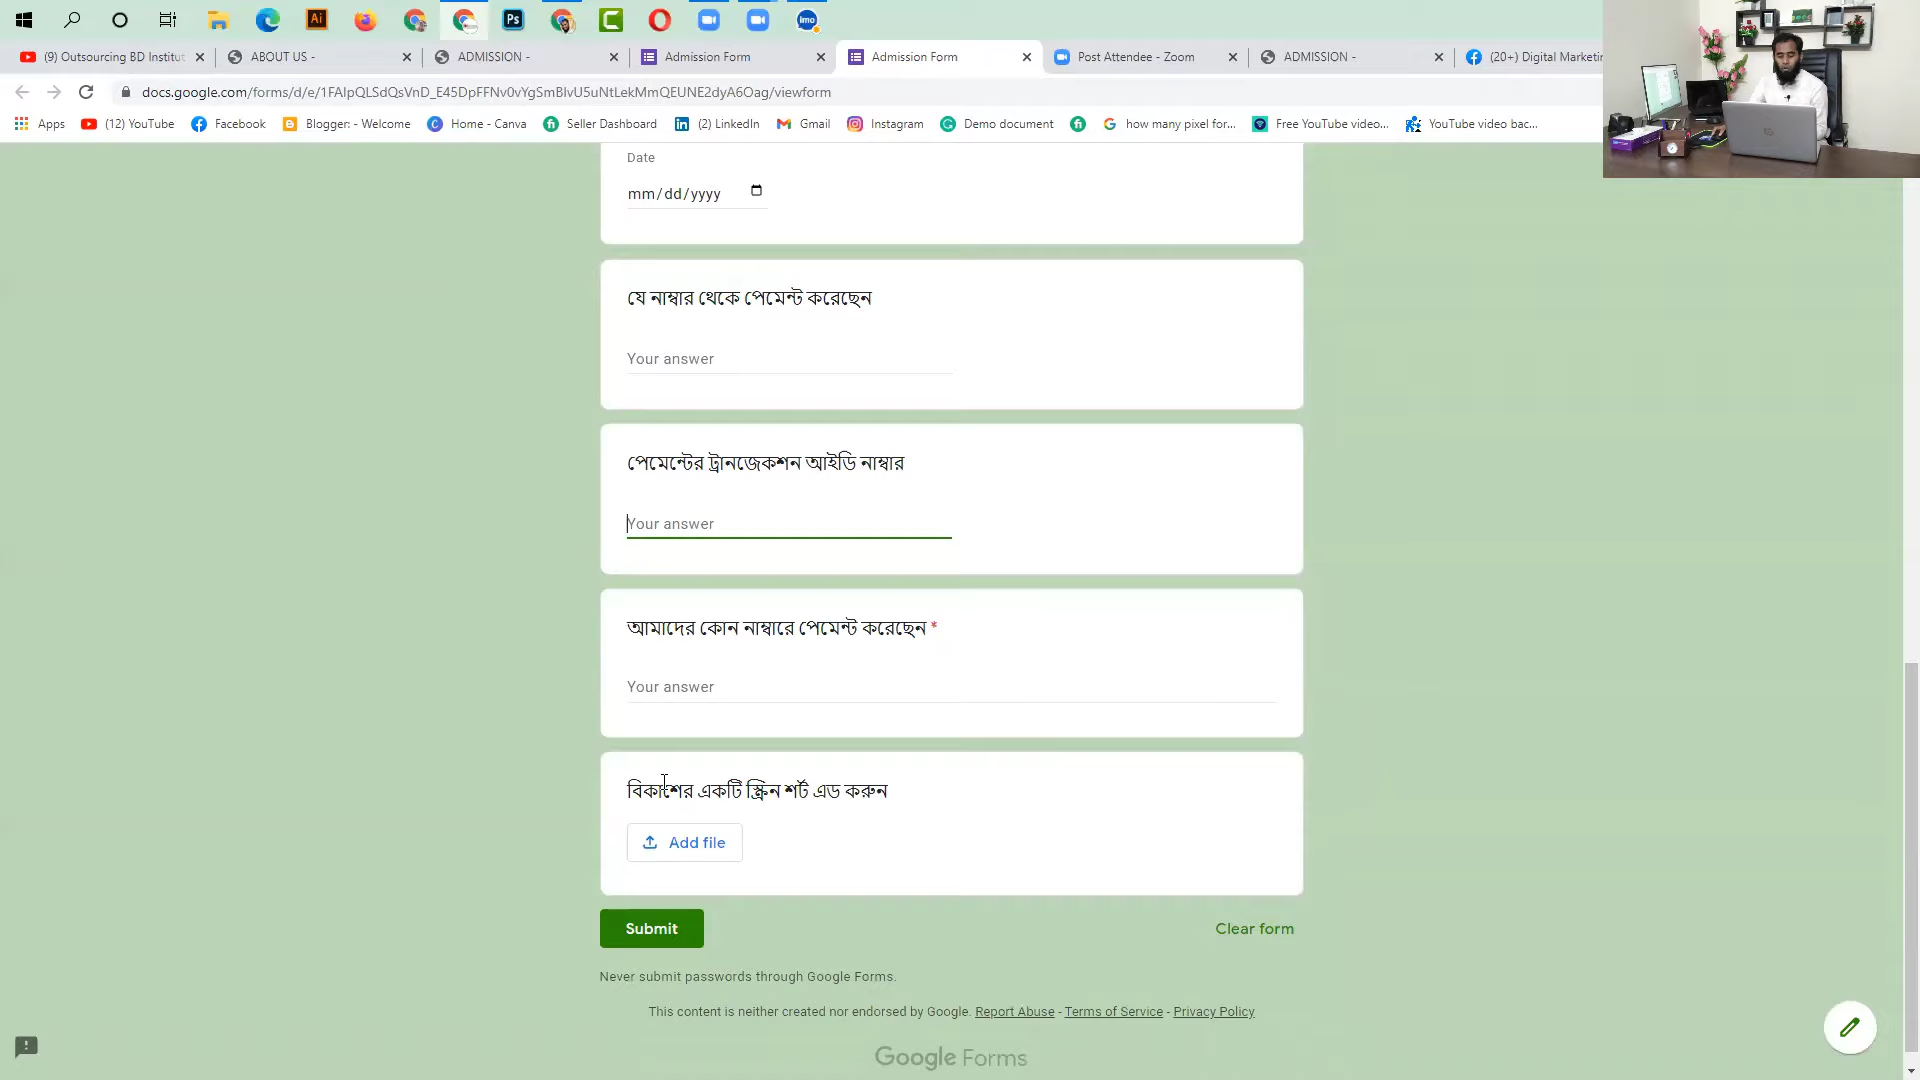 Ai
Ps
imo
(9) Outsourcing BD Institut
ABOUT US -
ADMISSION -
Admission Form
Admission Form
Post Attendee - Zoom
ADMISSION -
(20+) Digital Marketin
docs.google.com/forms/d/e/1FAIpQLSdQsVnD_E45DpFFNv0vYgSmBlvU5uNtLekMmQEUNE2dyA6Oag/viewform
Apps
(12) YouTube
Facebook
Blogger: - Welcome
Home - Canva
Seller Dashboard
(2) LinkedIn
Gmail
Instagram
Demo document
how many pixel for...
Free YouTube video...
YouTube video bac...
Date
mm/dd/yyyy
যে নাম্বার থেকে পেমেন্ট করেছেন
Your answer
পেমেন্টের ট্রানজেকশন আইডি নাম্বার
Your answer
আমাদের কোন নাম্বারে পেমেন্ট করেছেন *
Your answer
বিকাশের একটি স্ক্রিন শর্ট এড করুন
Add file
Submit
Clear form
Never submit passwords through Google Forms.
This content is neither created nor endorsed by Google. Report Abuse - Terms of Service - Privacy Policy
Google Forms